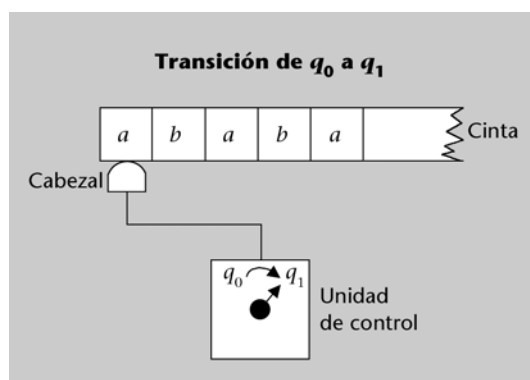 Transición de q₀ a q₁
a b a b a
Cinta
Cabezal
q₀ q₁
Unidad
de control